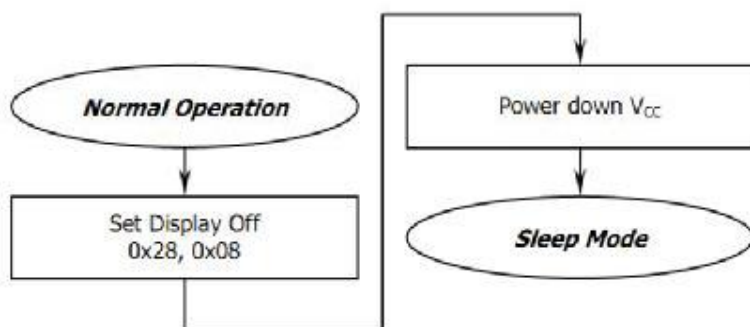 Normal Operation
Set Display Off
0x28, 0x08
Power down V_CC
Sleep Mode